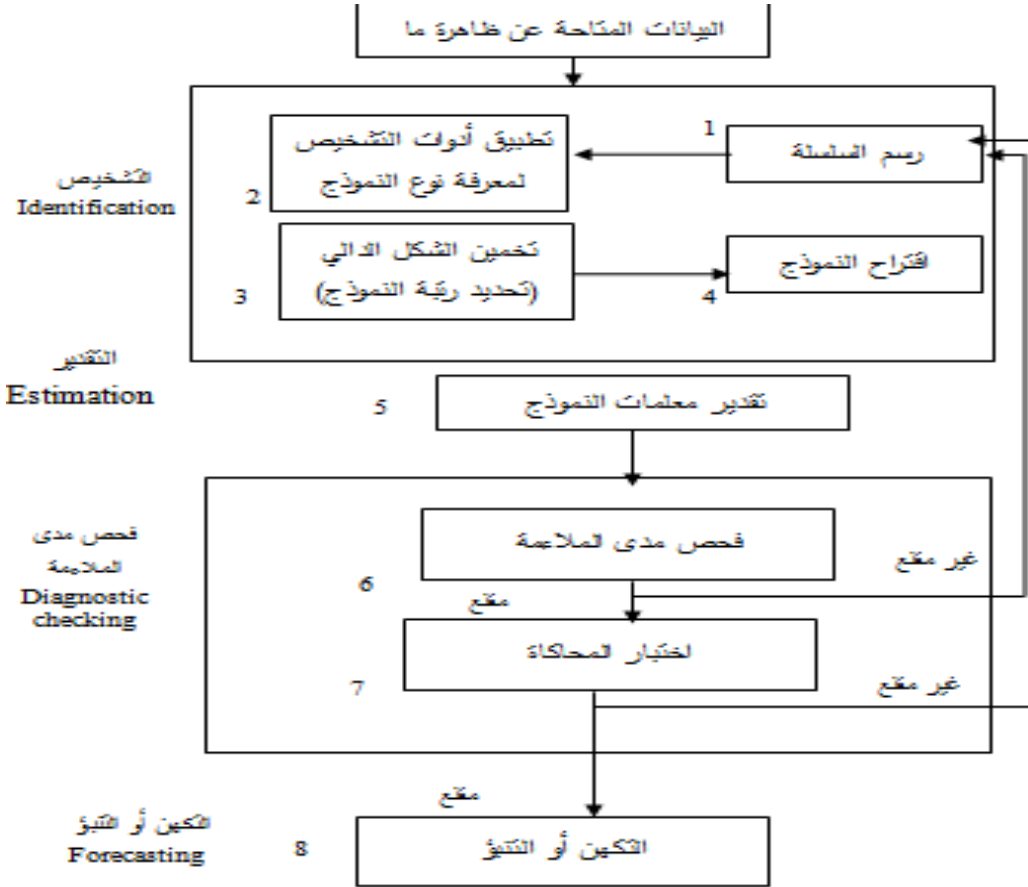 البيانات المتاحة عن ظاهرة ما
التشخيص
Identification
1
رسم السلسلة
تطبيق أدوات التشخيص
لمعرفة نوع النموذج
2
تخمين الشكل الدالي
(تحديد رتبة النموذج)
3
اقتراح النموذج
4
التقدير
Estimation
5
تقدير معلمات النموذج
فحص مدى
الملاءمة
Diagnostic
checking
فحص مدى الملاءمة
6
غير مقنع
مقنع
اختبار المحاكاة
7
غير مقنع
مقنع
التكهن أو التنبؤ
Forecasting
8
التكهن أو التنبؤ